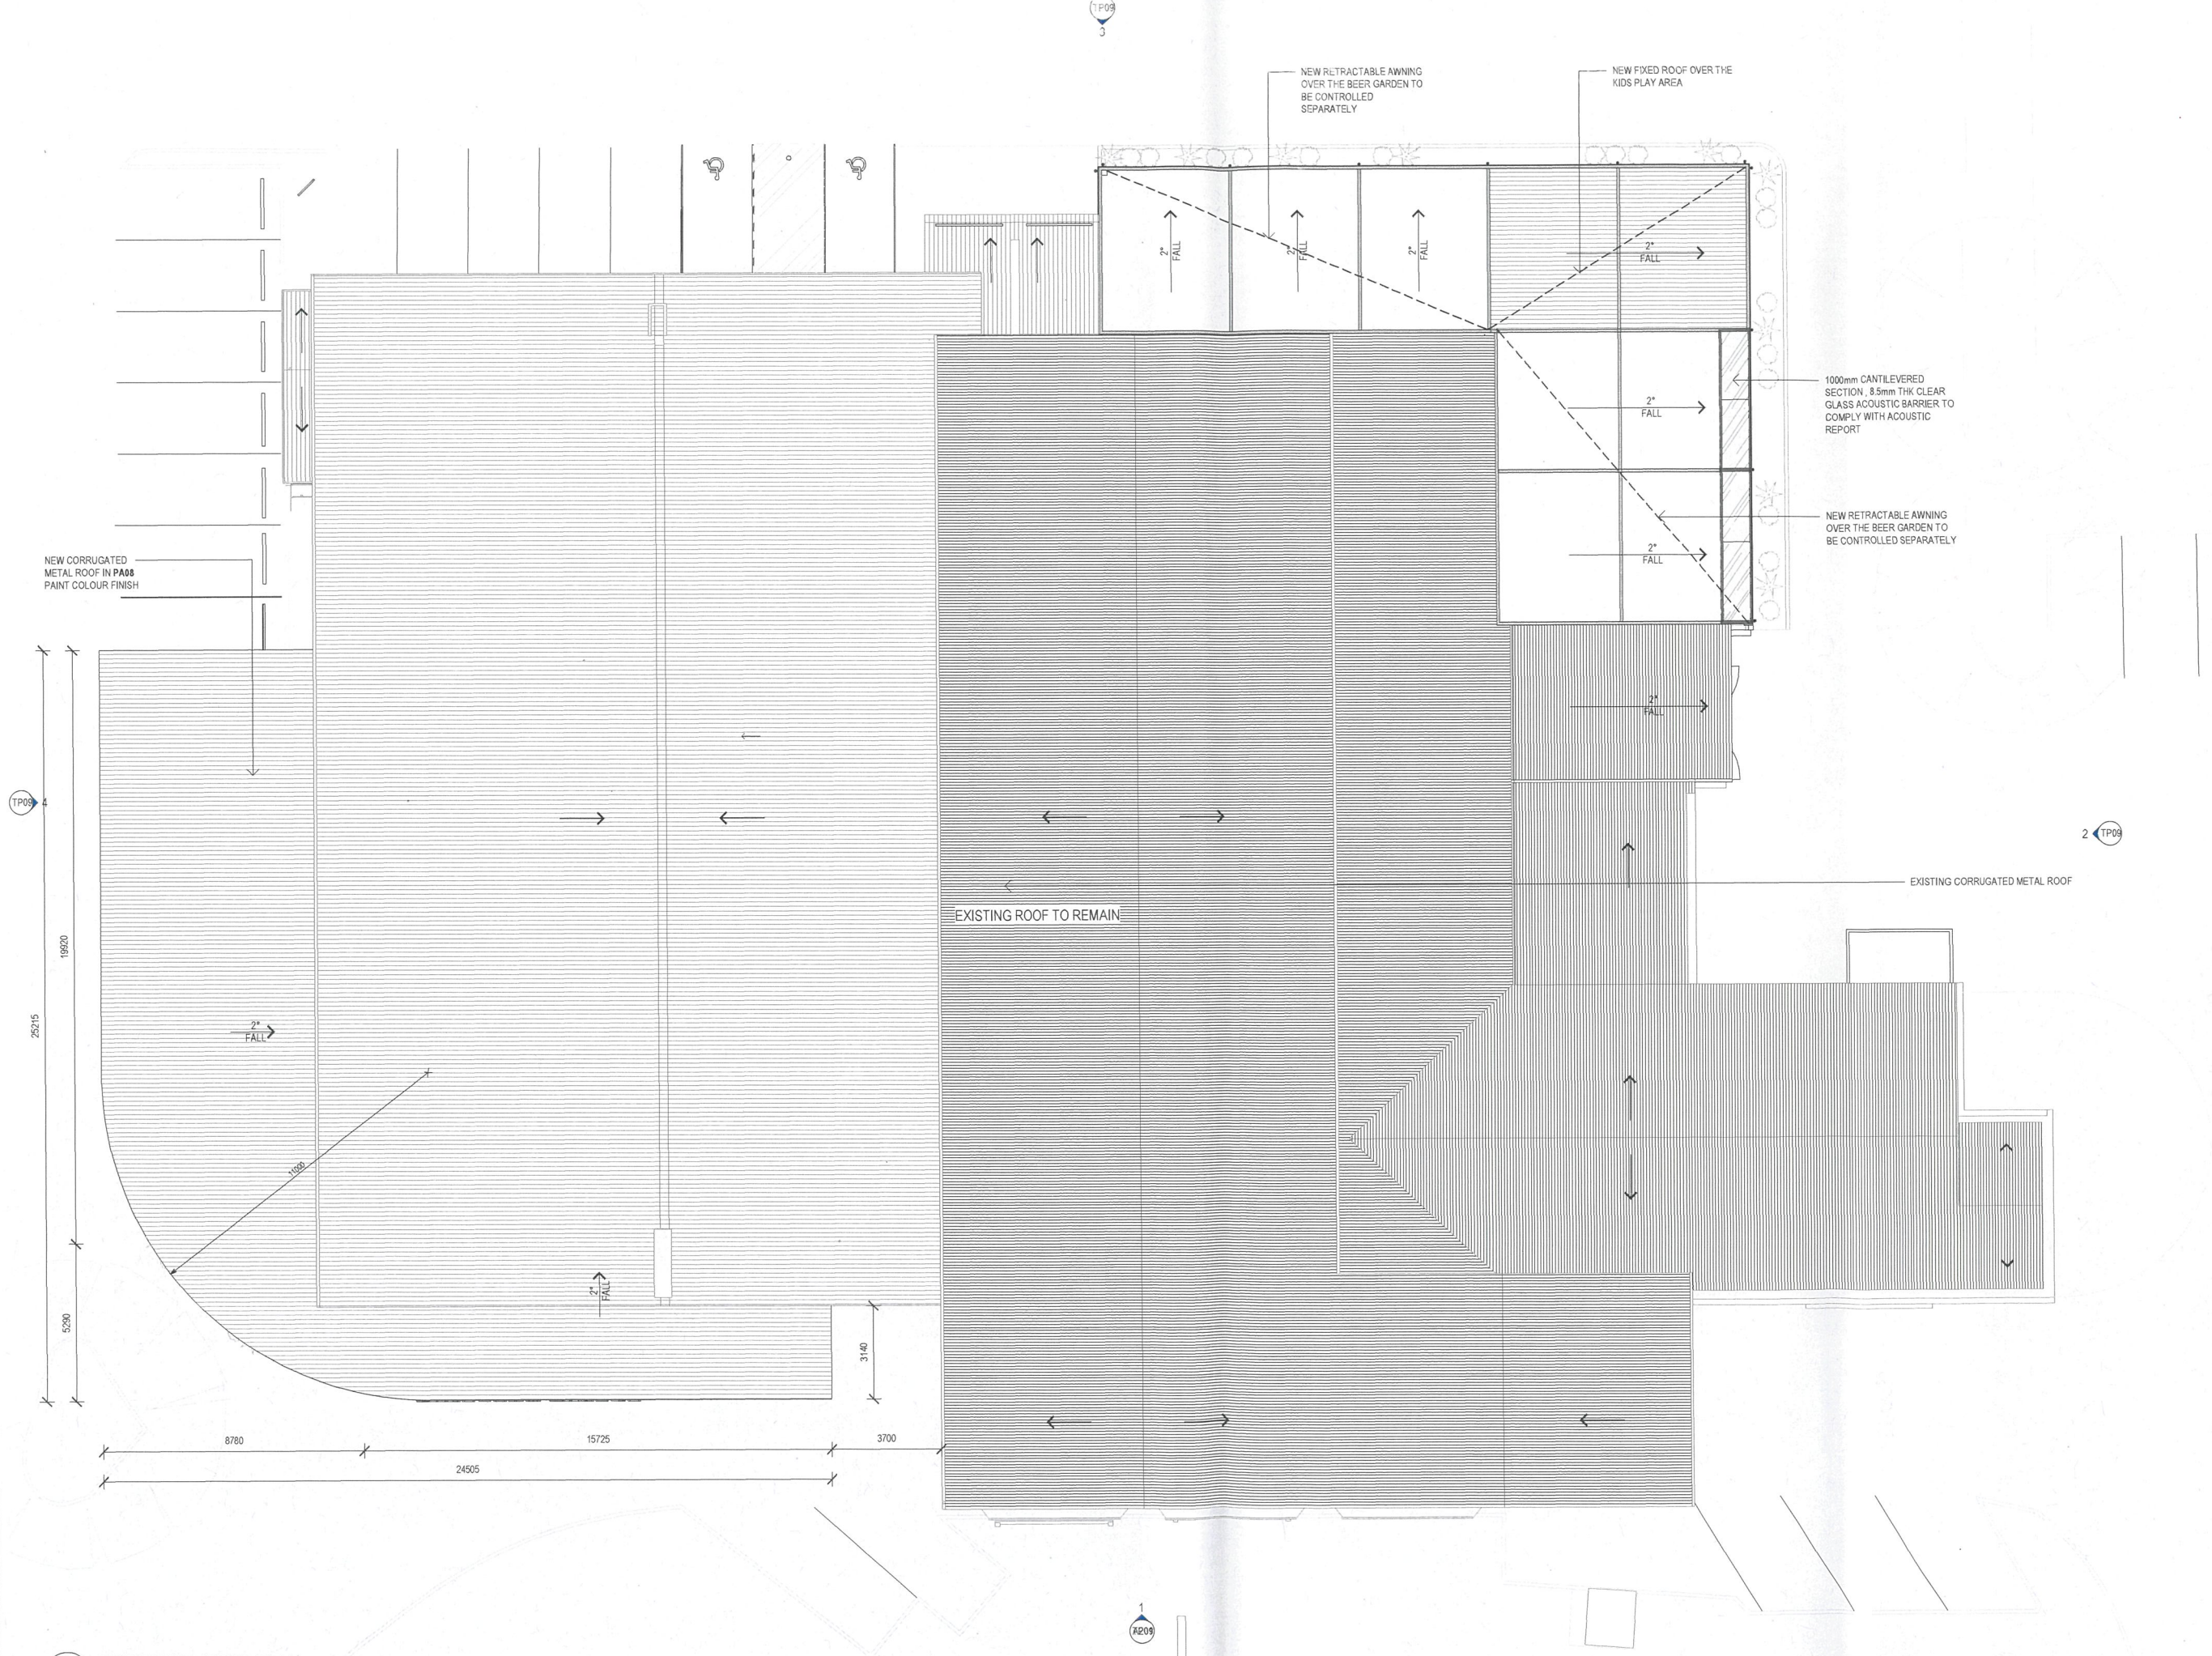 TP09
3
NEW RETRACTABLE AWNING
OVER THE BEER GARDEN TO
BE CONTROLLED
SEPARATELY
NEW FIXED ROOF OVER THE
KIDS PLAY AREA
2°
FALL
2°
FALL
2°
FALL
2°
FALL
1000mm CANTILEVERED
SECTION , 8.5mm THK CLEAR
GLASS ACOUSTIC BARRIER TO
COMPLY WITH ACOUSTIC
REPORT
2°
FALL
NEW RETRACTABLE AWNING
OVER THE BEER GARDEN TO
BE CONTROLLED SEPARATELY
2°
FALL
NEW CORRUGATED
METAL ROOF IN PA08
PAINT COLOUR FINISH
2°
FALL
TP09 4
2 TP09
EXISTING CORRUGATED METAL ROOF
EXISTING ROOF TO REMAIN
19920
25215
2°
FALL
11000
2°
FALL
5290
3140
8780
15725
3700
24505
1